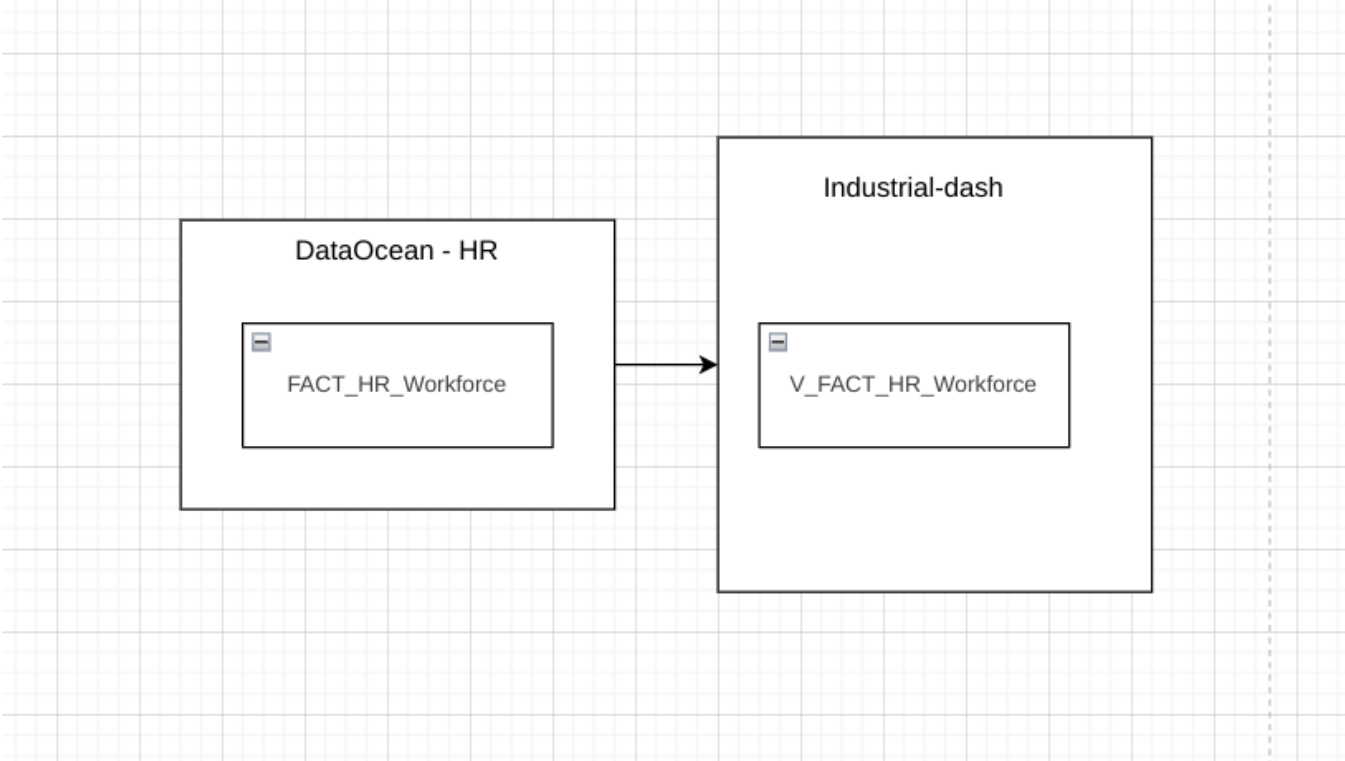 DataOcean - HR
FACT_HR_Workforce
Industrial-dash
V_FACT_HR_Workforce